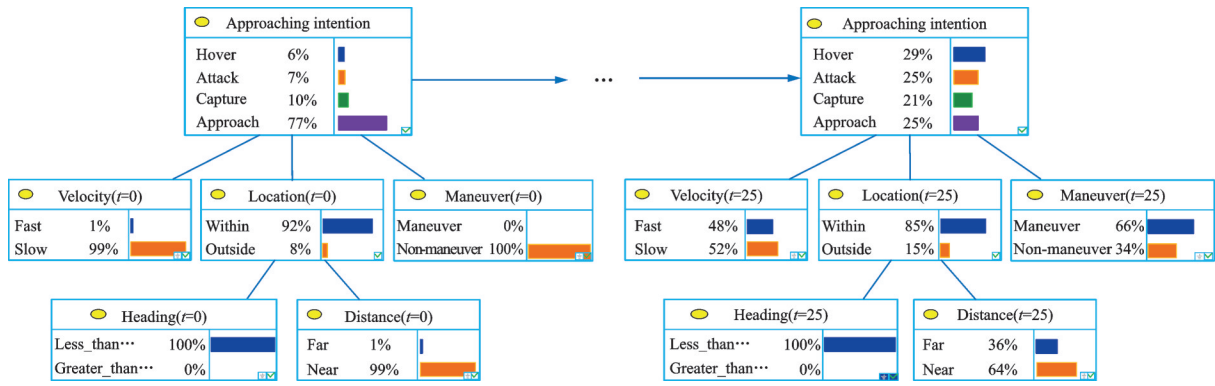 Approaching intention
Hover 6%
Attack 7%
Capture 10%
Approach 77%
...
Approaching intention
Hover 29%
Attack 25%
Capture 21%
Approach 25%
Velocity(t=0)
Fast 1%
Slow 99%
Location(t=0)
Within 92%
Outside 8%
Maneuver(t=0)
Maneuver 0%
Non-maneuver 100%
Velocity(t=25)
Fast 48%
Slow 52%
Location(t=25)
Within 85%
Outside 15%
Maneuver(t=25)
Maneuver 66%
Non-maneuver 34%
Heading(t=0)
Less_than… 100%
Greater_than… 0%
Distance(t=0)
Far 1%
Near 99%
Heading(t=25)
Less_than… 100%
Greater_than… 0%
Distance(t=25)
Far 36%
Near 64%